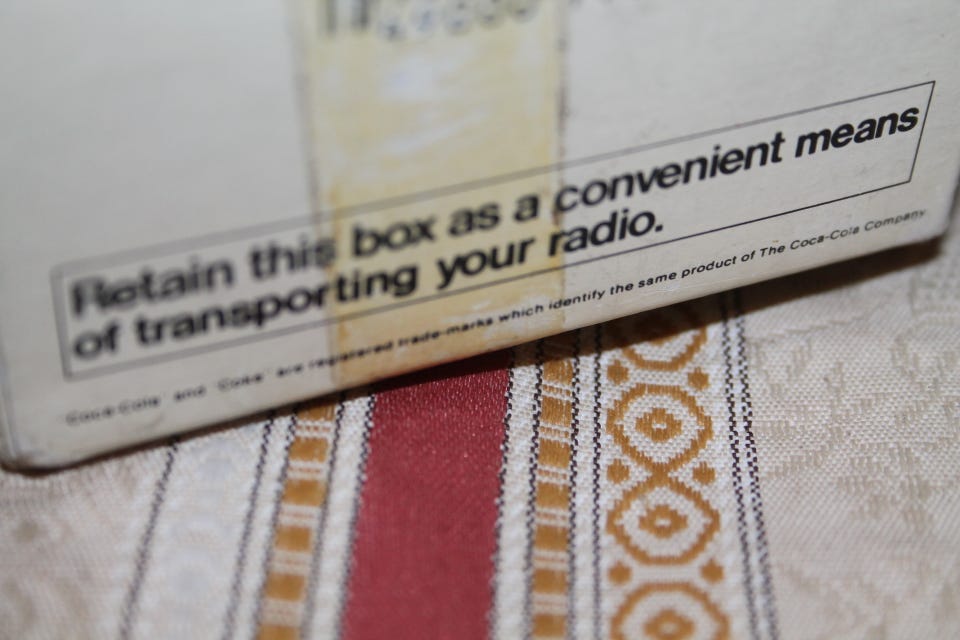 Retain this box as a convenient means
of transporting your radio.
'Coca-Cola' and 'Coke' are registered trade-marks which identify the same product of The Coca-Cola Company